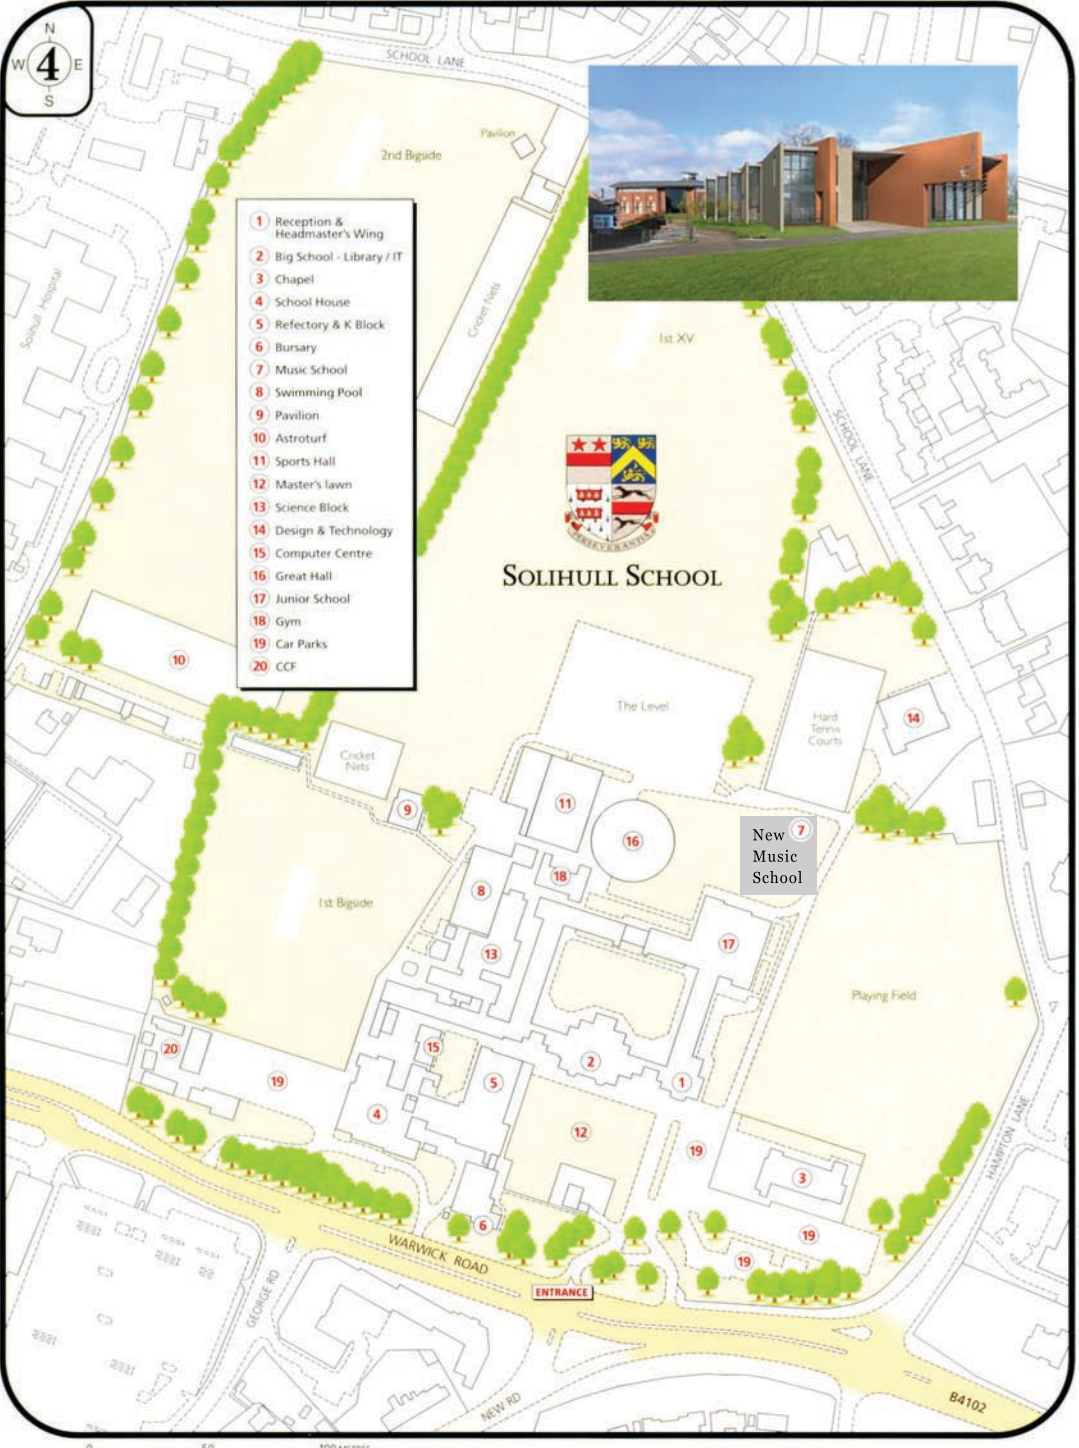 N
W 4 E
S
SCHOOL LANE
Pavilion
2nd Bigside
1 Reception &
Headmaster's Wing
2 Big School - Library / IT
3 Chapel
4 School House
5 Refectory & K Block
6 Bursary
7 Music School
8 Swimming Pool
9 Pavilion
10 Astroturf
11 Sports Hall
12 Master's lawn
13 Science Block
14 Design & Technology
15 Computer Centre
16 Great Hall
17 Junior School
18 Gym
19 Car Parks
20 CCF
Solihull Hospital
Cricket Nets
1st XV
SCHOOL LANE
PERSEVERANTIA
SOLIHULL SCHOOL
10
The Level
Hard
Tennis
Courts
14
Cricket
Nets
9
11
16
New 7
Music
School
18
8
1st Bigside
17
13
Playing Field
20
15
2
19
5
1
4
12
19
3
HAMPTON LANE
6
19
19
WARWICK ROAD
ENTRANCE
GEORGE RD
NEW RD
B4102
0 50 100 METRES